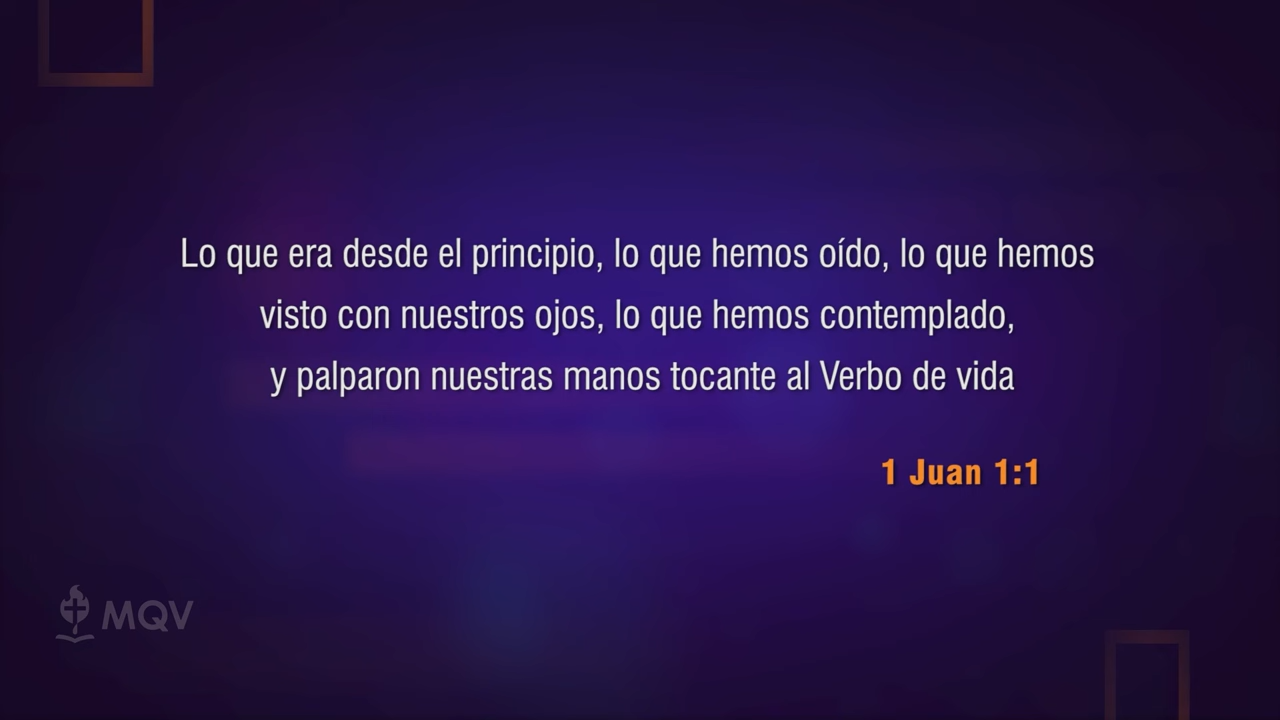 Lo que era desde el principio, lo que hemos oído, lo que hemos
visto con nuestros ojos, lo que hemos contemplado,
y palparon nuestras manos tocante al Verbo de vida
1 Juan 1:1
MQV